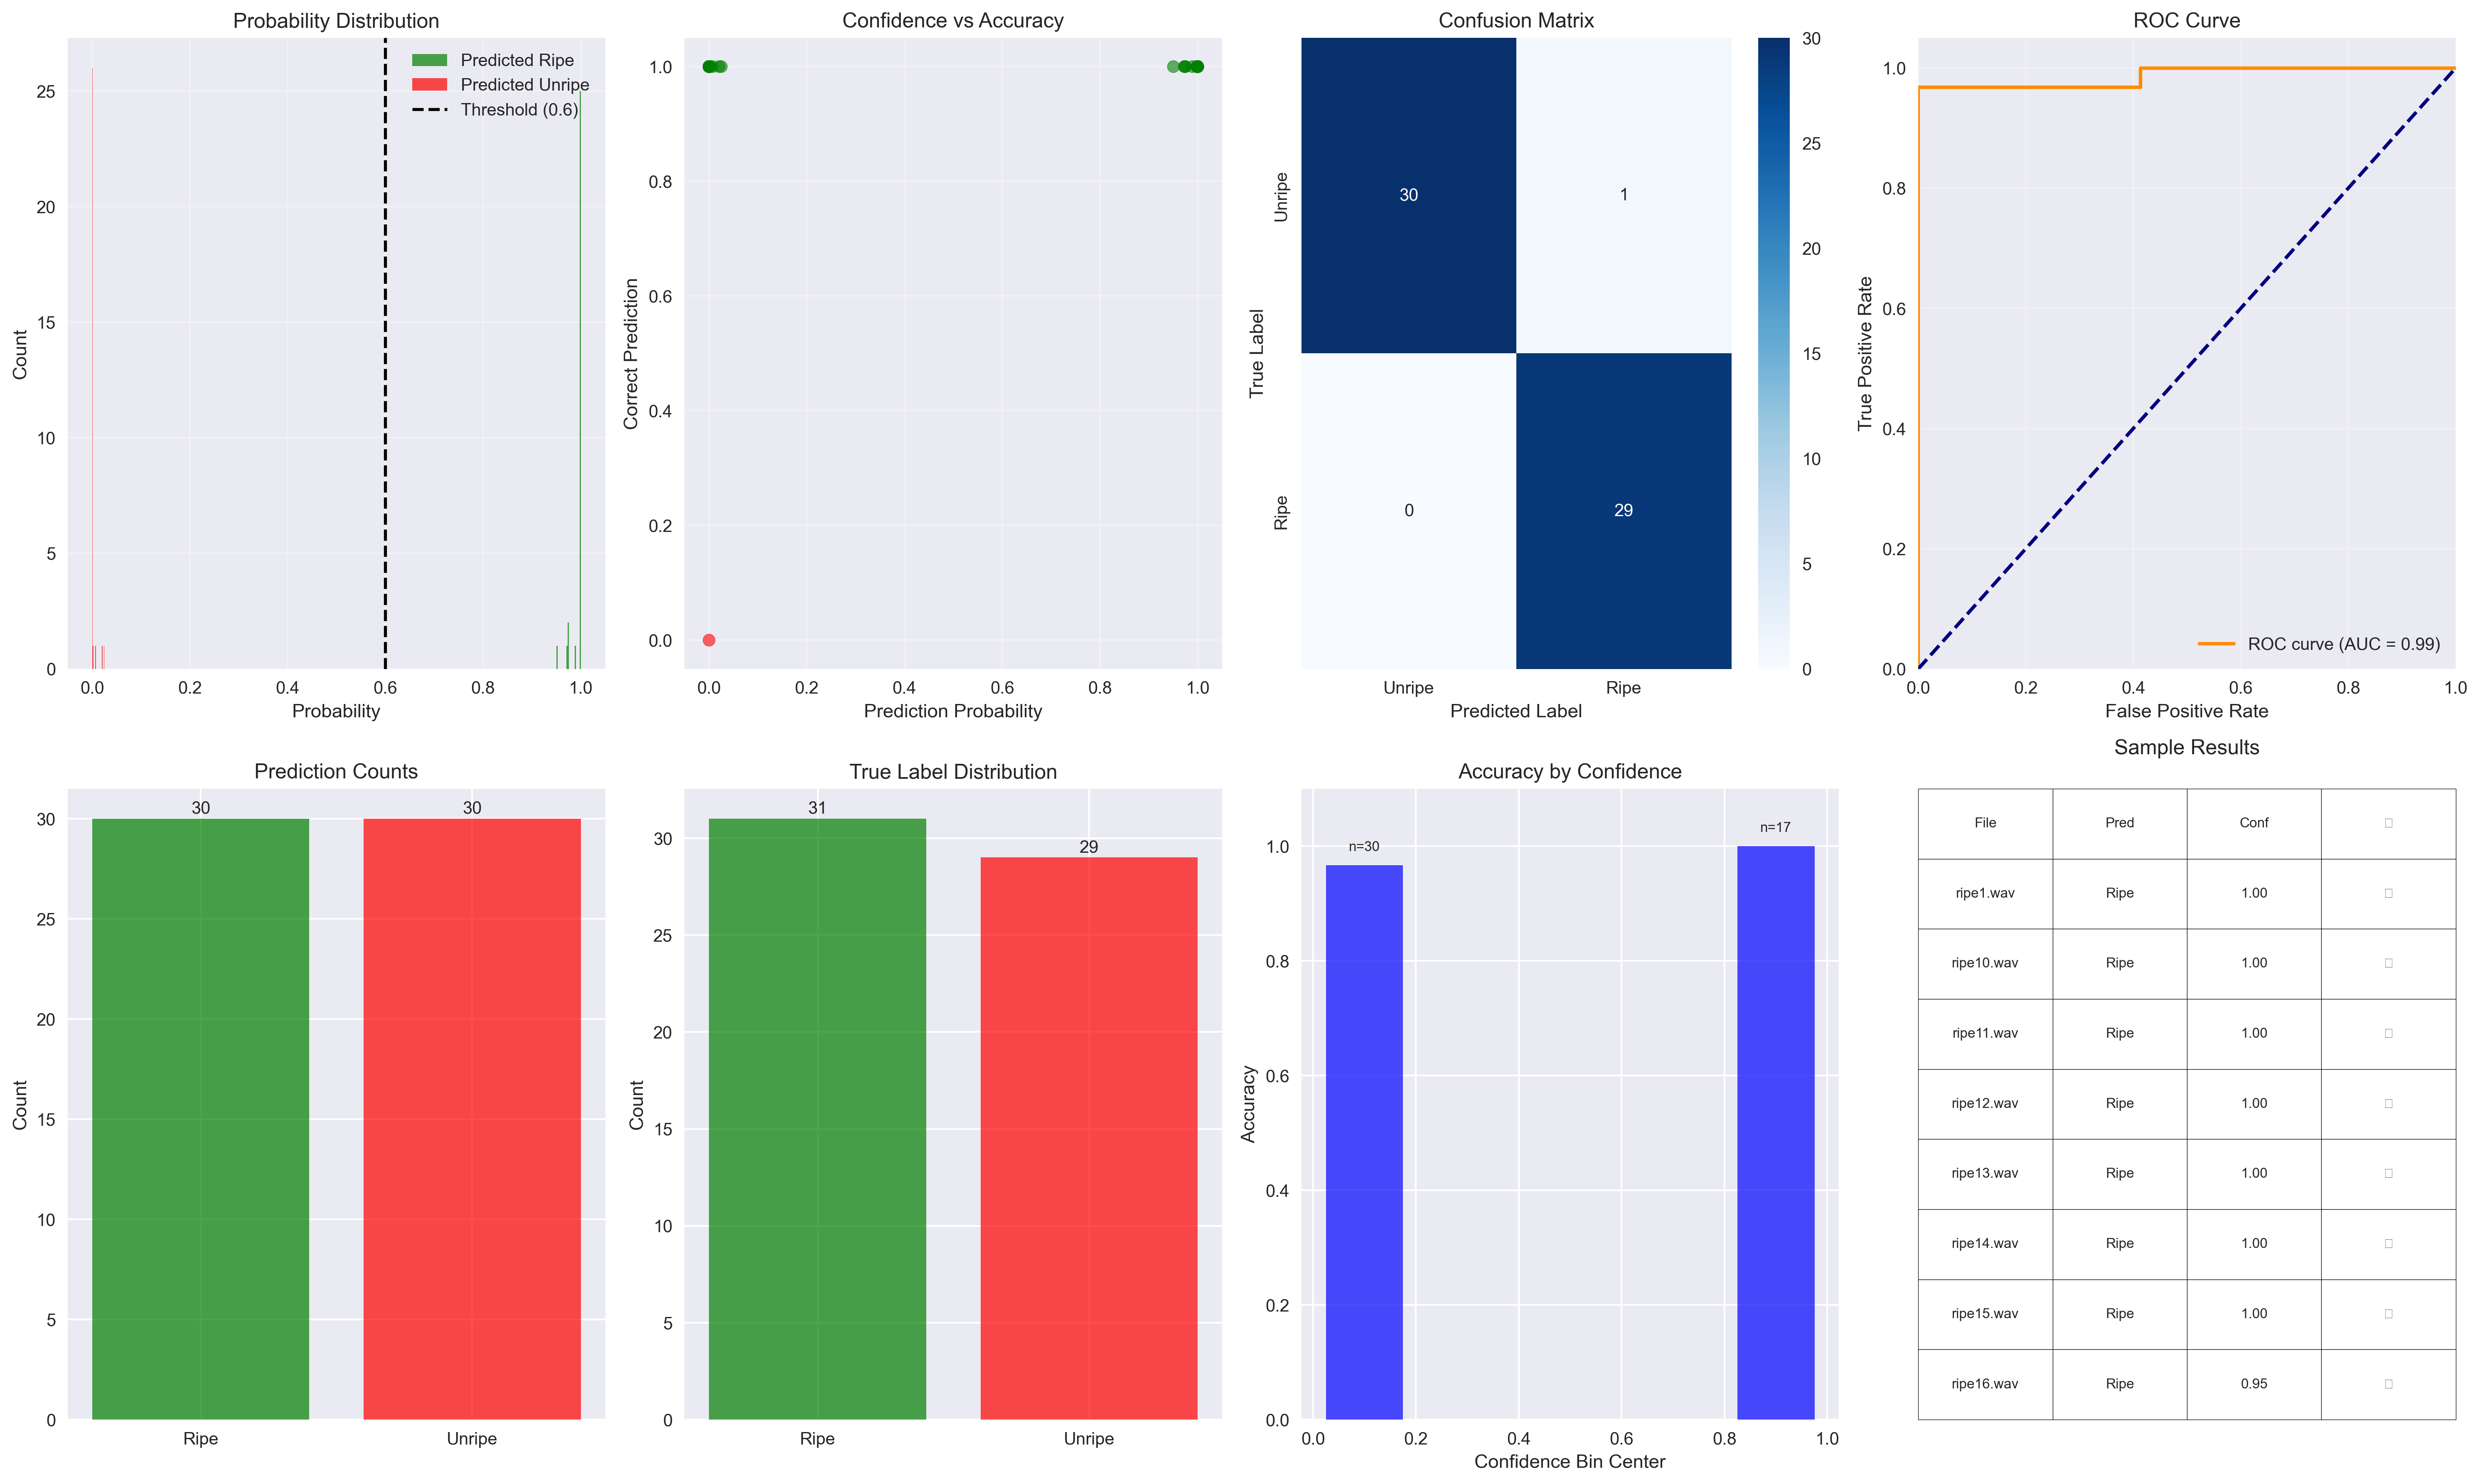 Probability Distribution
Predicted Ripe
Predicted Unripe
Threshold (0.6)
25
20
15
10
5
0
Count
0.0 0.2 0.4 0.6 0.8 1.0
Probability
Confidence vs Accuracy
1.0
0.8
0.6
0.4
0.2
0.0
Correct Prediction
0.0 0.2 0.4 0.6 0.8 1.0
Prediction Probability
Confusion Matrix
Unripe
Ripe
True Label
30 1
0 29
Unripe Ripe
Predicted Label
30
25
20
15
10
5
0
ROC Curve
1.0
0.8
0.6
0.4
0.2
0.0
True Positive Rate
ROC curve (AUC = 0.99)
0.0 0.2 0.4 0.6 0.8 1.0
False Positive Rate
Prediction Counts
30 30
30
25
20
15
10
5
0
Count
Ripe Unripe
True Label Distribution
31
29
30
25
20
15
10
5
0
Count
Ripe Unripe
Accuracy by Confidence
n=30
n=17
1.0
0.8
0.6
0.4
0.2
0.0
Accuracy
0.0 0.2 0.4 0.6 0.8 1.0
Confidence Bin Center
Sample Results
File Pred Conf
ripe1.wav Ripe 1.00
ripe10.wav Ripe 1.00
ripe11.wav Ripe 1.00
ripe12.wav Ripe 1.00
ripe13.wav Ripe 1.00
ripe14.wav Ripe 1.00
ripe15.wav Ripe 1.00
ripe16.wav Ripe 0.95